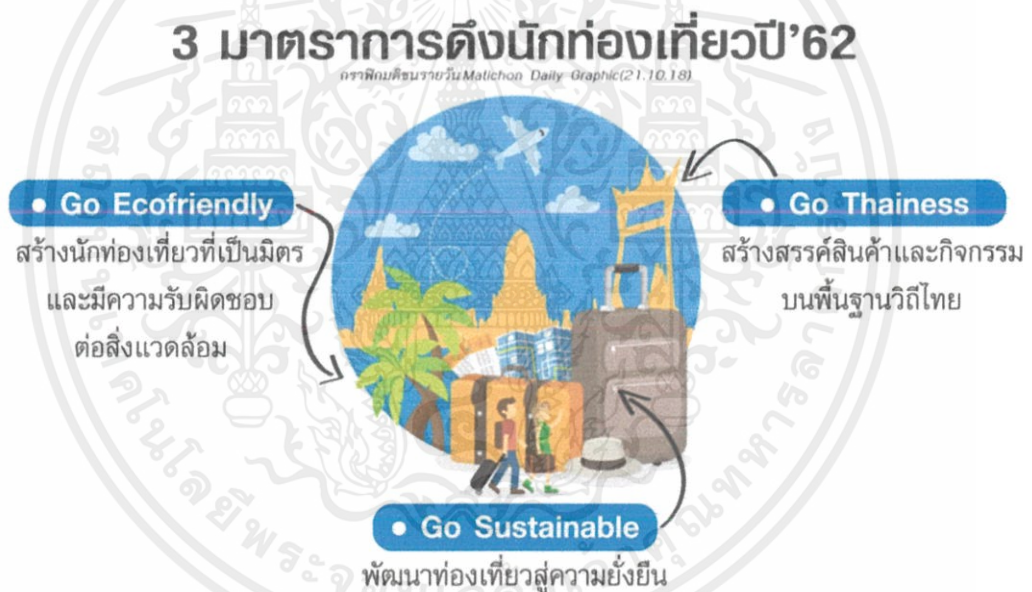 3 มาตราการดึงนักท่องเที่ยวปี'62
กราฟิกมติชนรายวัน Matichon Daily Graphic(21.10.18)
• Go Ecofriendly
สร้างนักท่องเที่ยวที่เป็นมิตร
และมีความรับผิดชอบ
ต่อสิ่งแวดล้อม
• Go Thainess
สร้างสรรค์สินค้าและกิจกรรม
บนพื้นฐานวิถีไทย
• Go Sustainable
พัฒนาท่องเที่ยวสู่ความยั่งยืน